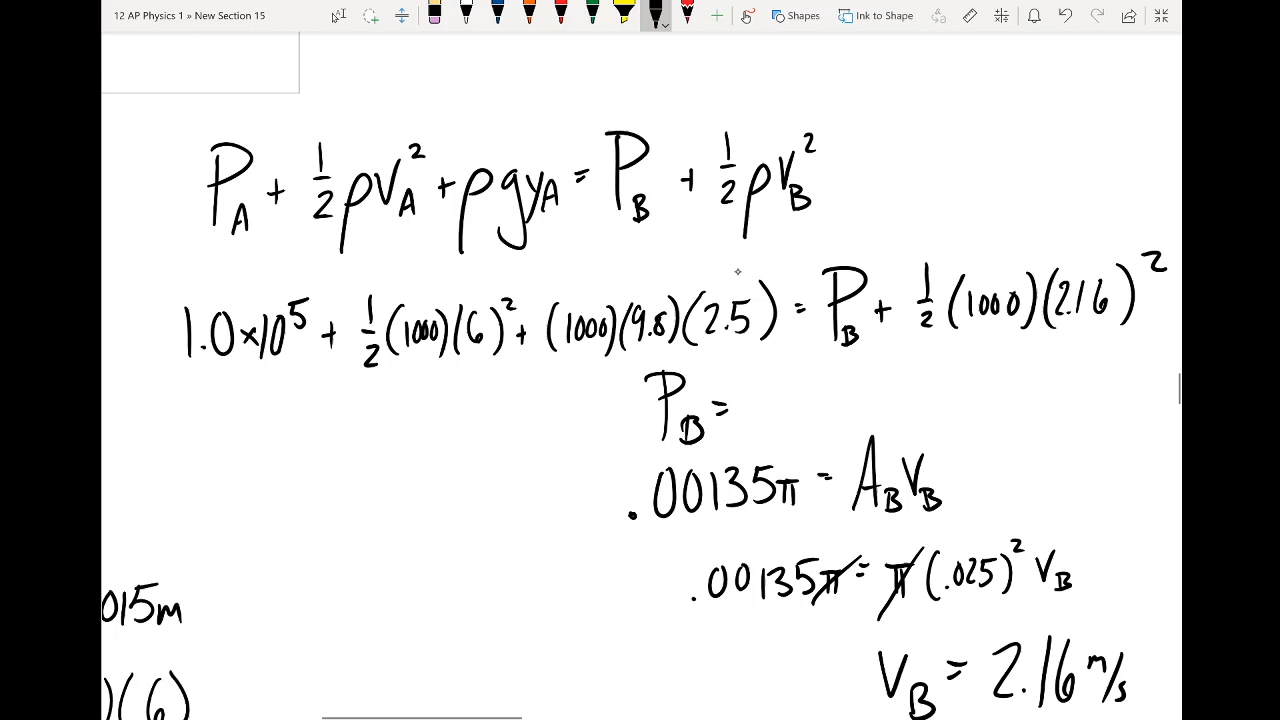 12 AP Physics 1 » New Section 15
Shapes
Ink to Shape
P_A + 1/2 ρv_A² + ρgy_A = P_B + 1/2 ρv_B²
1.0×10⁵ + 1/2 (1000)(6)² + (1000)(9.8)(2.5) = P_B + 1/2 (1000)(2.16)²
P_B =
.00135π = A_B v_B
.00135π = π(.025)² v_B
015m
v_B = 2.16 m/s
)(6)